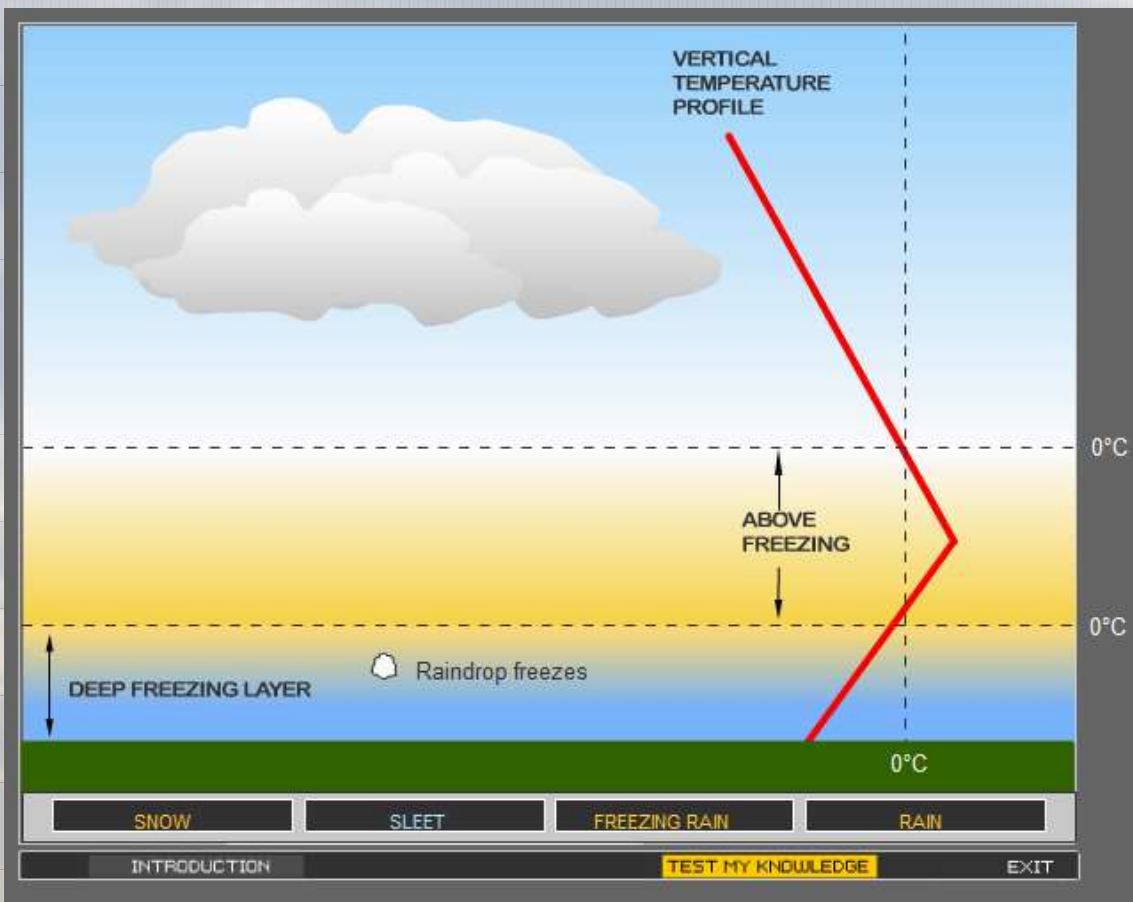 VERTICAL
TEMPERATURE
PROFILE
0°C
ABOVE
FREEZING
0°C
Raindrop freezes
DEEP FREEZING LAYER
0°C
SNOW SLEET FREEZING RAIN RAIN
INTRODUCTION TEST MY KNOWLEDGE EXIT